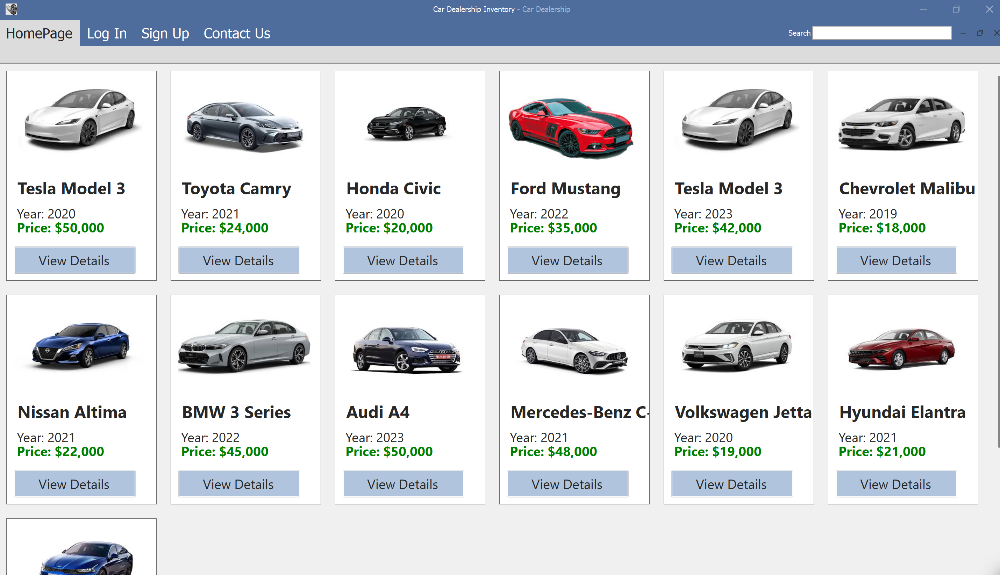 Car Dealership Inventory - Car Dealership
HomePage Log In Sign Up Contact Us Search
Tesla Model 3
Year: 2020
Price: $50,000
View Details
Toyota Camry
Year: 2021
Price: $24,000
View Details
Honda Civic
Year: 2020
Price: $20,000
View Details
Ford Mustang
Year: 2022
Price: $35,000
View Details
Tesla Model 3
Year: 2023
Price: $42,000
View Details
Chevrolet Malibu
Year: 2019
Price: $18,000
View Details
Nissan Altima
Year: 2021
Price: $22,000
View Details
BMW 3 Series
Year: 2022
Price: $45,000
View Details
Audi A4
Year: 2023
Price: $50,000
View Details
Mercedes-Benz C-
Year: 2021
Price: $48,000
View Details
JETTA
Volkswagen Jetta
Year: 2020
Price: $19,000
View Details
Hyundai Elantra
Year: 2021
Price: $21,000
View Details